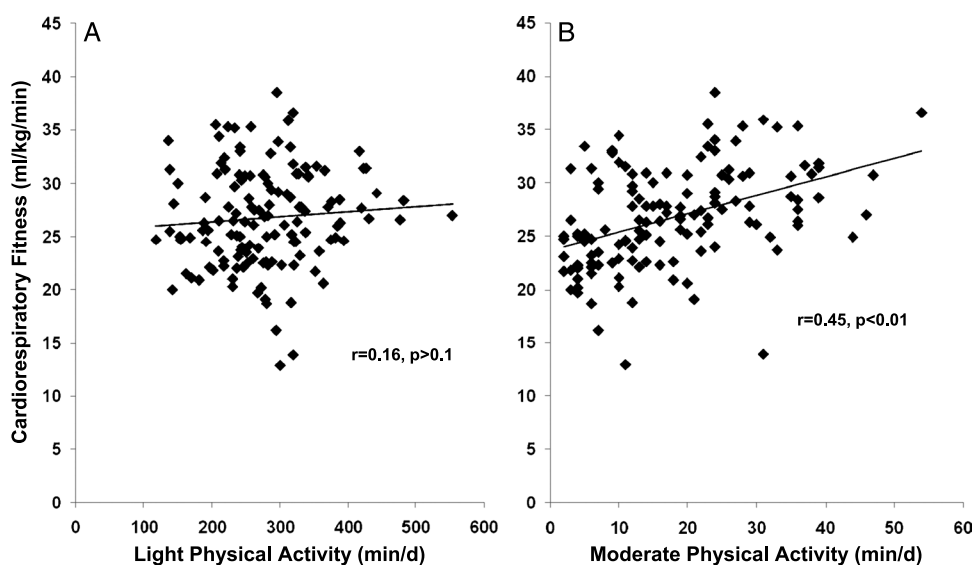 A
B
Cardiorespiratory Fitness (ml/kg/min)
45
40
35
30
25
20
15
10
5
0
r=0.16, p>0.1
0 100 200 300 400 500 600
Light Physical Activity (min/d)
45
40
35
30
25
20
15
10
5
0
r=0.45, p<0.01
0 10 20 30 40 50 60
Moderate Physical Activity (min/d)